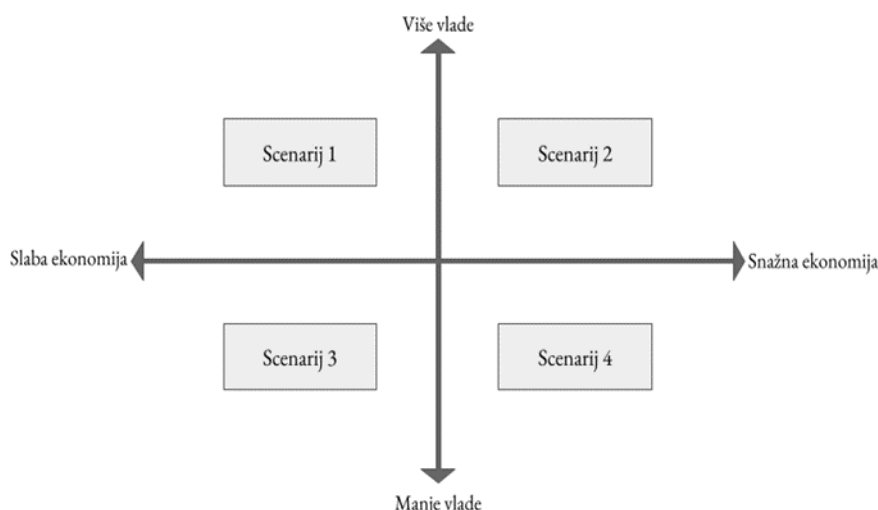 Više vlade
Scenarij 1
Scenarij 2
Slaba ekonomija
Snažna ekonomija
Scenarij 3
Scenarij 4
Manje vlade